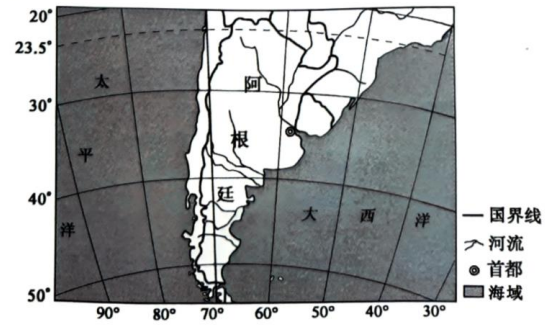 20°
23.5°
30°
40°
50°
90°
80°
70°
60°
50°
40°
30°
太
平
洋
阿
根
廷
大
西
洋
国界线
河流
首都
海域